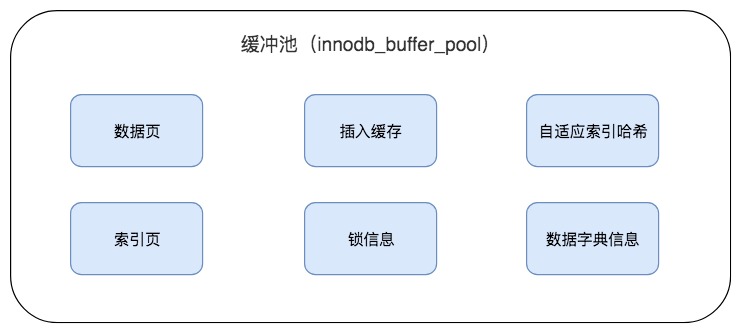 缓冲池（innodb_buffer_pool）
数据页
插入缓存
自适应索引哈希
索引页
锁信息
数据字典信息